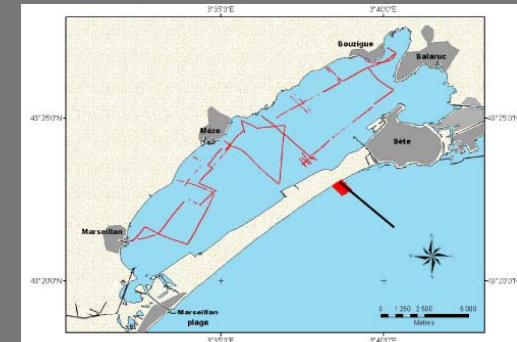 3°35'0"E 3°40'0"E
Bouzigue
Balaruc
43°25'0"N 43°25'0"N
Mèze
Sète
Marseillan
43°20'0"N 43°20'0"N
Marseillan
plage
0 1 250 2 500 5 000
Mètres
3°35'0"E 3°40'0"E